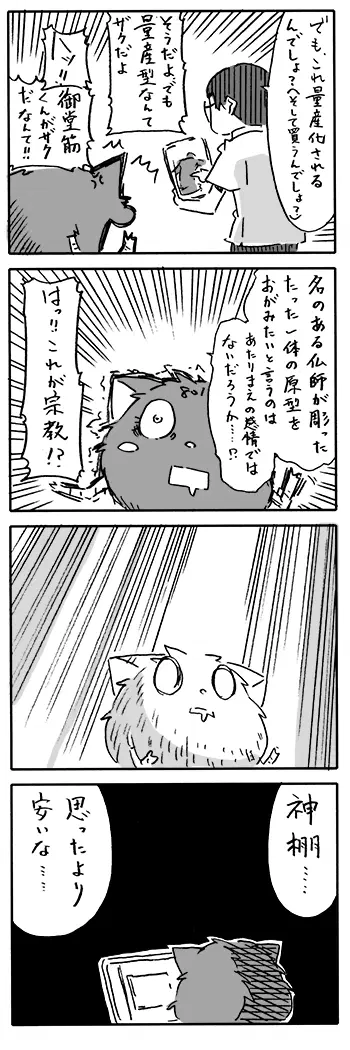 でも、これ量産化される
んでしょ?(そして買うんでしょ?)
そうだよでも
量産型なんて
ザクだよ
ハッ!!御堂筋
くんがザク
だなんて!!
名のある仏師が彫った
たった一体の原型を
おがみたいと言うのは
あたりまえの感情では
ないだろうか……!?
はっ!!これが
宗教!?
神棚……
思ったより
安いな……